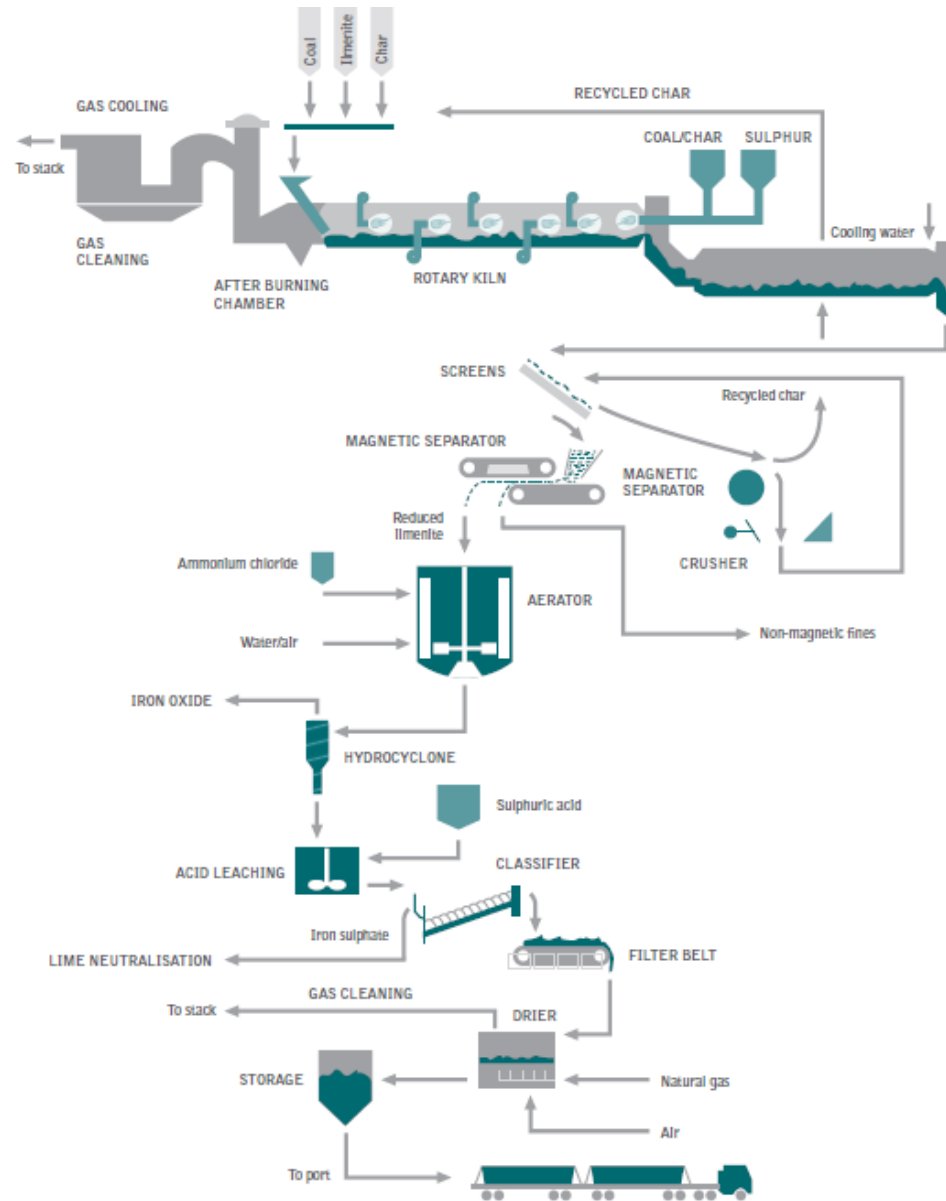 Coal
Ilmenite
Char
GAS COOLING
RECYCLED CHAR
COAL/CHAR
SULPHUR
To stack
Cooling water
GAS
CLEANING
AFTER BURNING
CHAMBER
ROTARY KILN
SCREENS
Recycled char
MAGNETIC SEPARATOR
MAGNETIC
SEPARATOR
Reduced
ilmenite
CRUSHER
Ammonium chloride
AERATOR
Water/air
Non-magnetic fines
IRON OXIDE
HYDROCYCLONE
Sulphuric acid
CLASSIFIER
ACID LEACHING
Iron sulphate
LIME NEUTRALISATION
FILTER BELT
GAS CLEANING
To stack
DRIER
STORAGE
Natural gas
Air
To port